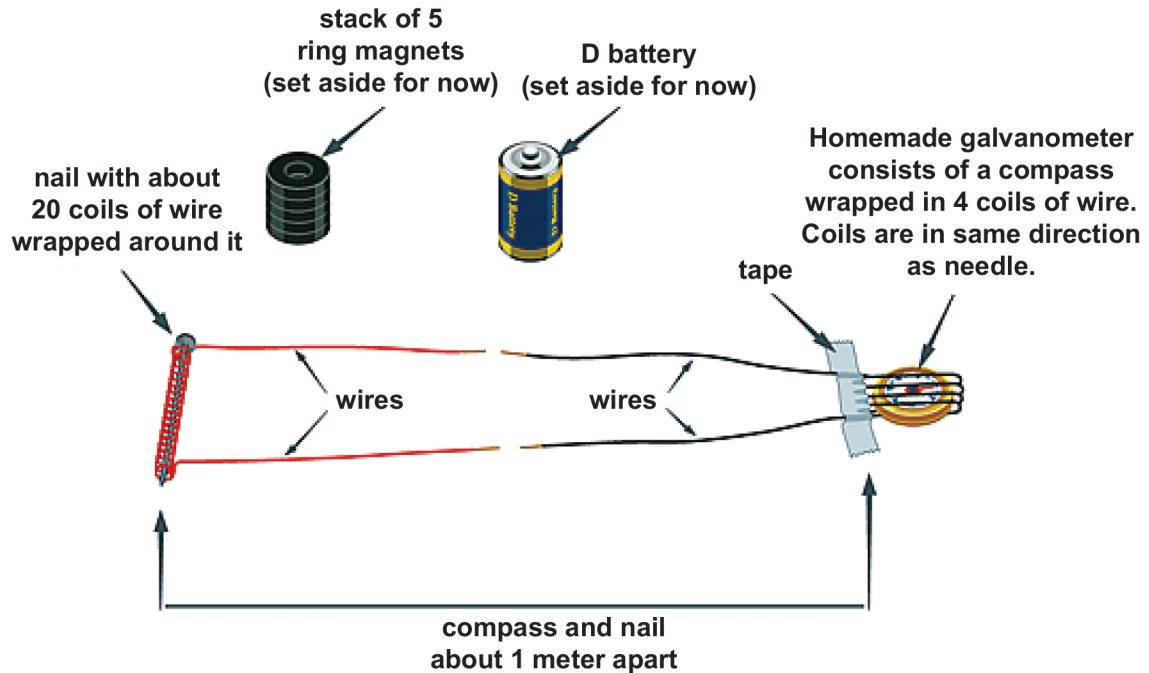 stack of 5
ring magnets
(set aside for now)
D battery
(set aside for now)
Homemade galvanometer
consists of a compass
wrapped in 4 coils of wire.
Coils are in same direction
as needle.
nail with about
20 coils of wire
wrapped around it
tape
D Battery
wires
wires
compass and nail
about 1 meter apart